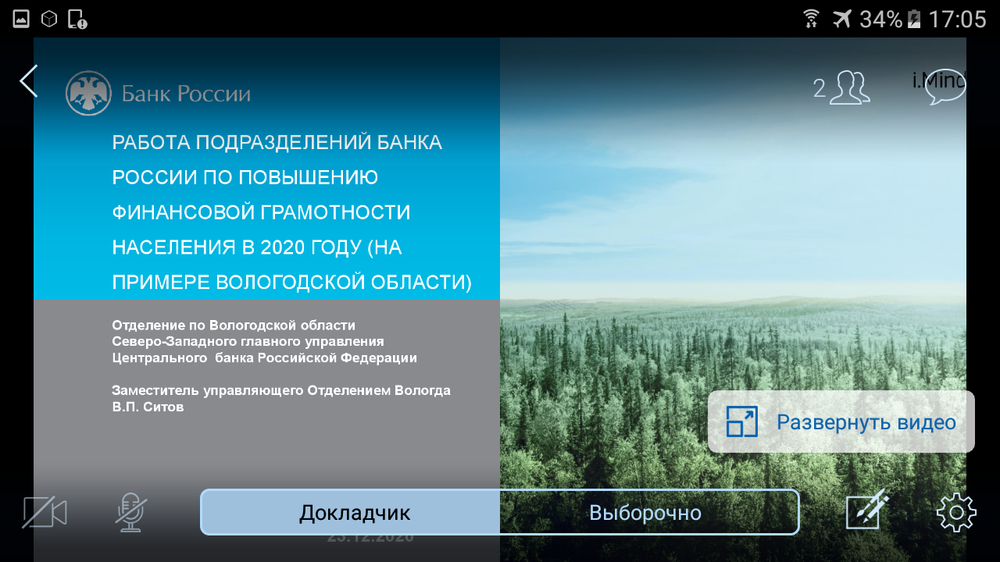 34% 17:05
Банк России
2
i.Mind
РАБОТА ПОДРАЗДЕЛЕНИЙ БАНКА
РОССИИ ПО ПОВЫШЕНИЮ
ФИНАНСОВОЙ ГРАМОТНОСТИ
НАСЕЛЕНИЯ В 2020 ГОДУ (НА
ПРИМЕРЕ ВОЛОГОДСКОЙ ОБЛАСТИ)
Отделение по Вологодской области
Северо-Западного главного управления
Центрального банка Российской Федерации
Заместитель управляющего Отделением Вологда
В.П. Ситов
Развернуть видео
Докладчик
Выборочно
23.12.2020